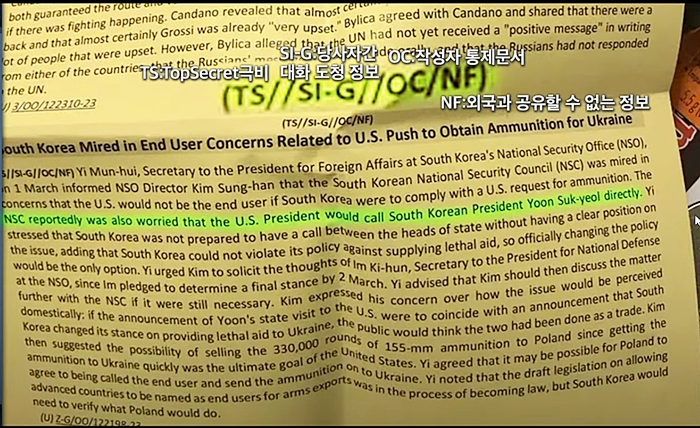 both guaranteed the route and
if there was fighting happening. Candano revealed that almost certainly
back and that almost certainly Grossi was already "very upset." Bylica agreed with Candano and shared that there were a
lot of people that were upset. However, Bylica alleged that the UN had not yet received a "positive message" in writing
from either of the countries that the Russians' and that the Russians had not responded
the UN.
SI-G:당사자간 OC:작성자 통제문서
TS:TopSecret극비 대화 도청 정보
(TS//SI-G//OC/NF)
NF:외국과 공유할 수 없는 정보
U) 3/OO/122310-23
(TS//SI-G//OC/NF)
South Korea Mired in End User Concerns Related to U.S. Push to Obtain Ammunition for Ukraine
S//SI-G//OC/NF) Yi Mun-hui, Secretary to the President for Foreign Affairs at South Korea's National Security Office (NSO),
on 1 March informed NSO Director Kim Sung-han that the South Korean National Security Council (NSC) was mired in
concerns that the U.S. would not be the end user if South Korea were to comply with a U.S. request for ammunition. The
NSC reportedly was also worried that the U.S. President would call South Korean President Yoon Suk-yeol directly. Yi
stressed that South Korea was not prepared to have a call between the heads of state without having a clear position on
the issue, adding that South Korea could not violate its policy against supplying lethal aid, so officially changing the policy
would be the only option. Yi urged Kim to solicit the thoughts of Im Ki-hun, Secretary to the President for National Defense
at the NSO, since Im pledged to determine a final stance by 2 March. Yi advised that Kim should then discuss the matter
further with the NSC if it were still necessary. Kim expressed his concern over how the issue would be perceived
domestically: if the announcement of Yoon's state visit to the U.S. were to coincide with an announcement that South
Korea changed its stance on providing lethal aid to Ukraine, the public would think the two had been done as a trade. Kim
then suggested the possibility of selling the 330,000 rounds of 155-mm ammunition to Poland since getting the
ammunition to Ukraine quickly was the ultimate goal of the United States. Yi agreed that it may be possible for Poland to
agree to being called the end user and send the ammunition on to Ukraine. Yi noted that the draft legislation on allowing
advanced countries to be named as end users for arms exports was in the process of becoming law, but South Korea would
need to verify what Poland would do.
(U) Z-G/OO/122198-23